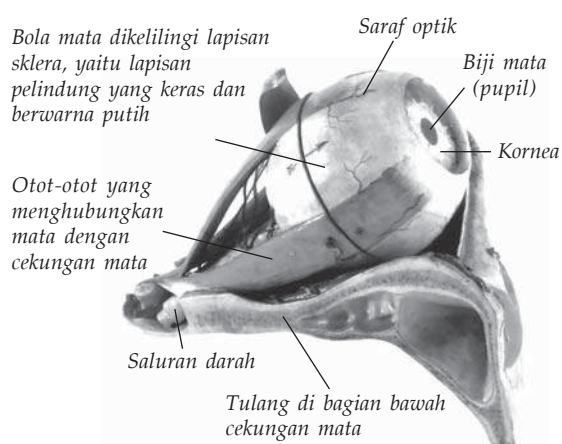 Bola mata dikelilingi lapisan
sklera, yaitu lapisan
pelindung yang keras dan
berwarna putih
Saraf optik
Biji mata
(pupil)
Kornea
Otot-otot yang
menghubungkan
mata dengan
cekungan mata
Saluran darah
Tulang di bagian bawah
cekungan mata